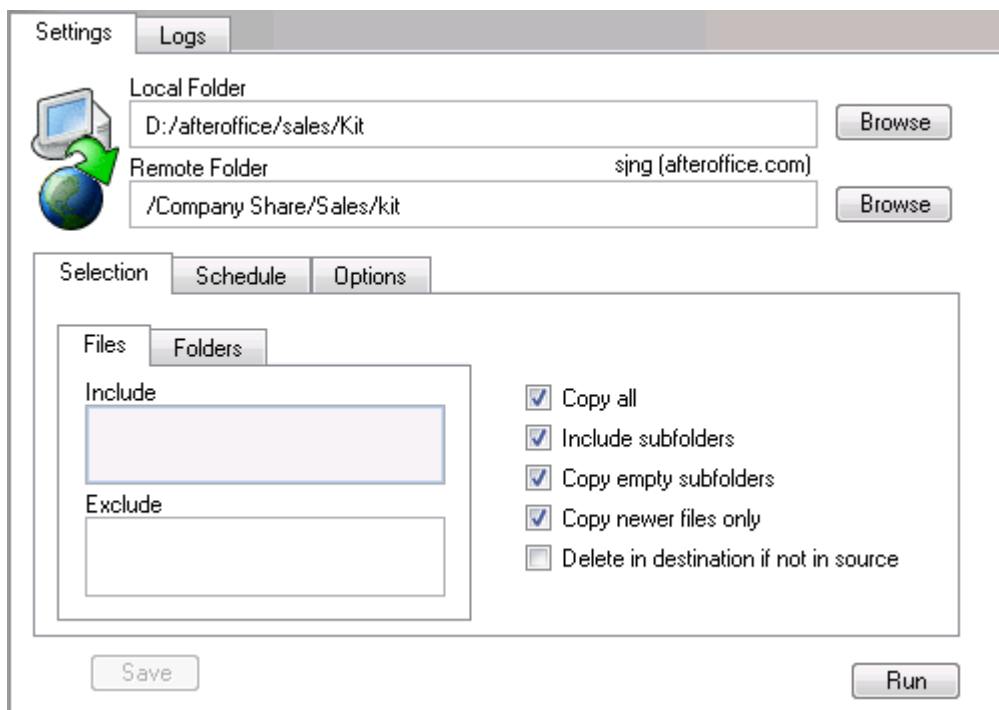 Settings Logs
Local Folder
D:/afteroffice/sales/Kit Browse
Remote Folder sjng (afteroffice.com)
/Company Share/Sales/kit Browse
Selection Schedule Options
Files Folders
Include
Copy all
Include subfolders
Copy empty subfolders
Exclude
Copy newer files only
Delete in destination if not in source
Save Run